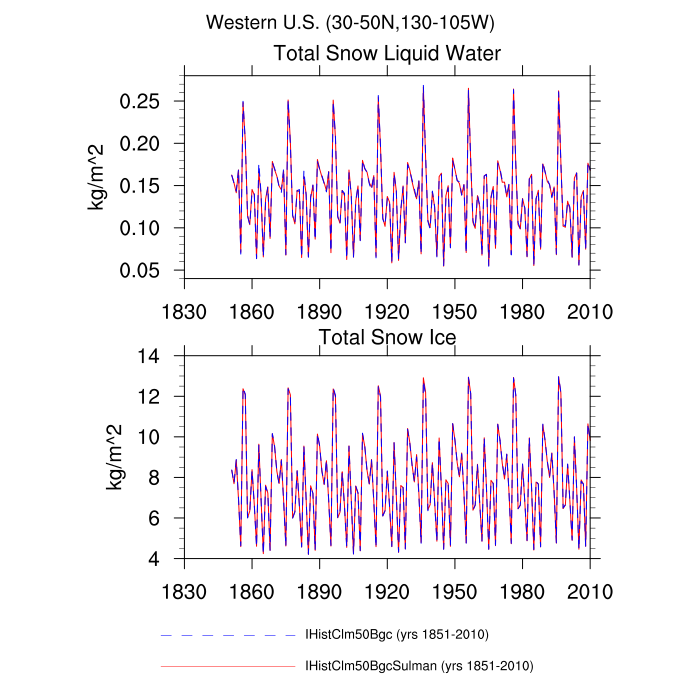 Western U.S. (30-50N,130-105W)
Total Snow Liquid Water
0.25
0.20
0.15
0.10
0.05
kg/m^2
1830 1860 1890 1920 1950 1980 2010
Total Snow Ice
14
12
10
8
6
4
kg/m^2
1830 1860 1890 1920 1950 1980 2010
IHistClm50Bgc (yrs 1851-2010)
IHistClm50BgcSulman (yrs 1851-2010)